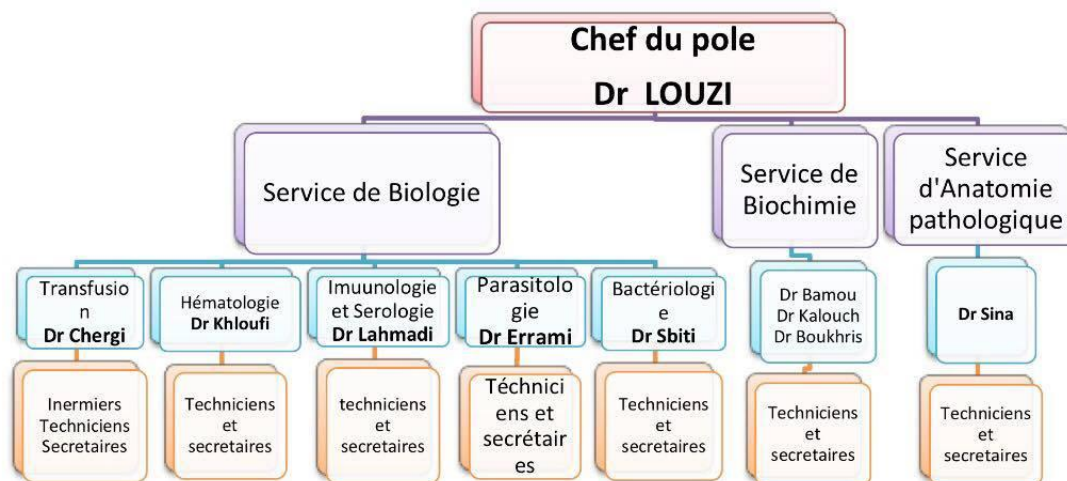 Chef du pole
Dr LOUZI
Service de Biologie
Service de
Biochimie
Service
d'Anatomie
pathologique
Transfusio
n
Dr Chergi
Hématologie
Dr Khloufi
Imuunologie
et Serologie
Dr Lahmadi
Parasitolo
gie
Dr Errami
Bactériologi
e
Dr Sbiti
Dr Bamou
Dr Kalouch
Dr Boukhris
Dr Sina
Inermiers
Techniciens
Secretaires
Techniciens
et
secretaires
techniciens
et
secretaires
Téchnici
ens et
secrétair
es
Techniciens
et
secretaires
Techniciens
et
secretaires
Techniciens
et
secretaires